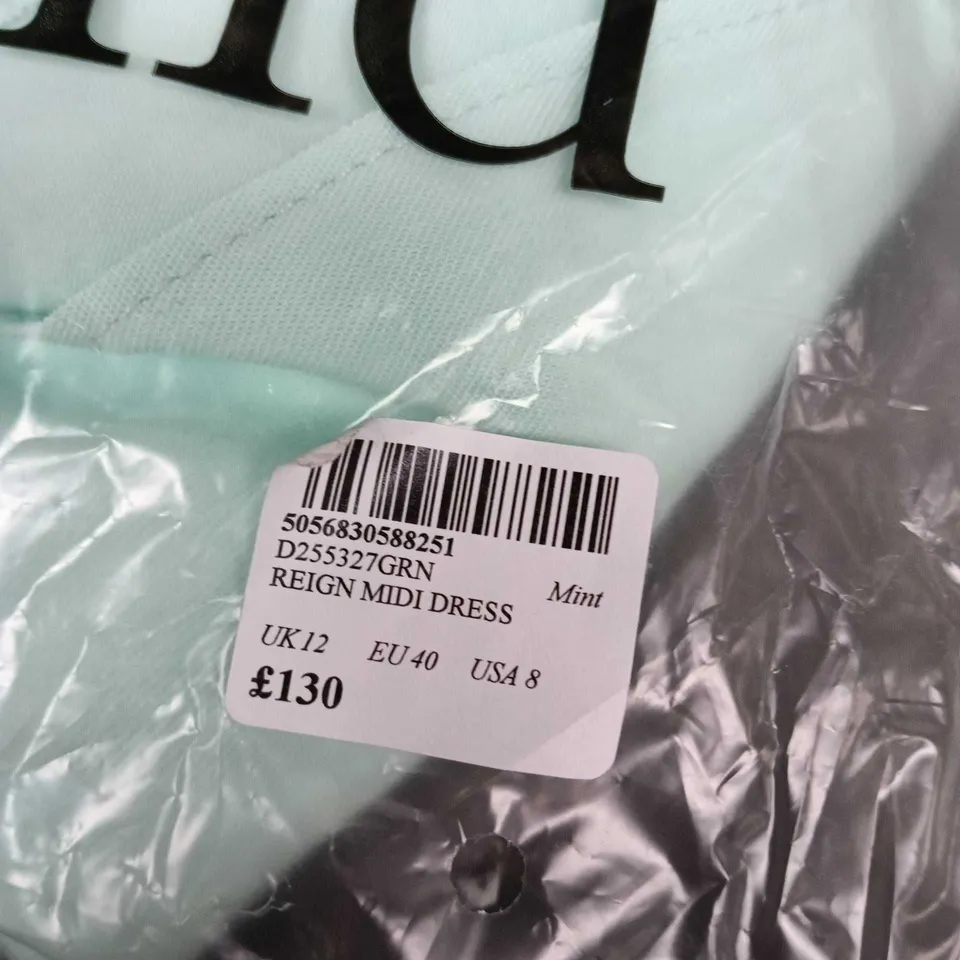 5056830588251
D255327GRN
REIGN MIDI DRESS Mint
UK 12 EU 40 USA 8
£130